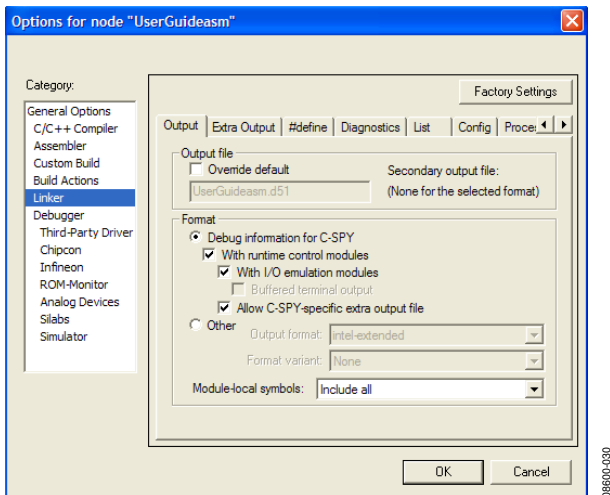 Options for node "UserGuideasm"
Category:
General Options
C/C++ Compiler
Assembler
Custom Build
Build Actions
Linker
Debugger
Third-Party Driver
Chipcon
Infineon
ROM-Monitor
Analog Devices
Silabs
Simulator
Factory Settings
Output
Extra Output
#define
Diagnostics
List
Config
Output file
Override default
UserGuideasm.d51
Secondary output file:
(None for the selected format)
Format
Debug information for C-SPY
With runtime control modules
With I/O emulation modules
Buffered terminal output
Allow C-SPY-specific extra output file
Other
Output format: intel-extended
Format variant: None
Module-local symbols: Include all
OK
Cancel